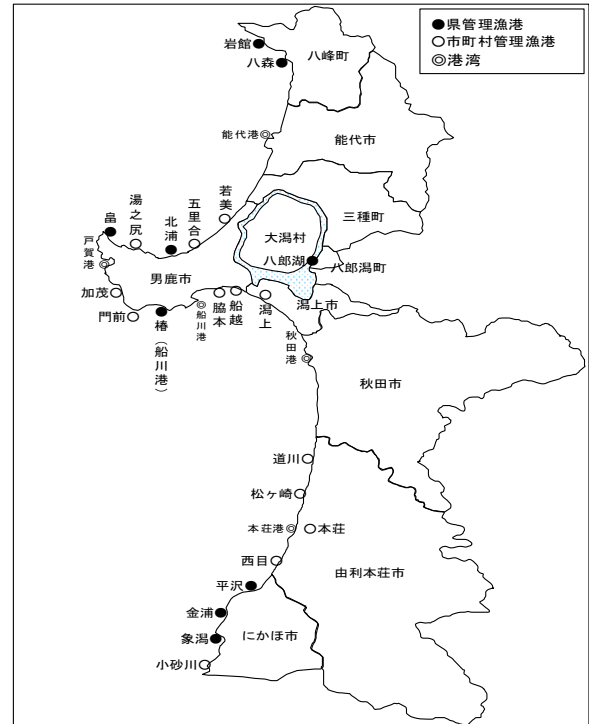 ●県管理漁港
○市町村管理漁港
◎港湾
岩館
八森
八峰町
能代港
能代市
若美
五里合
北浦
湯之尻
畠
戸賀港
三種町
大潟村
八郎湖
八郎潟町
男鹿市
加茂
門前
椿（船川港）
船川港
脇本
船越
潟上
潟上市
秋田港
秋田市
道川
松ヶ崎
本荘港
本荘
西目
由利本荘市
平沢
金浦
にかほ市
象潟
小砂川